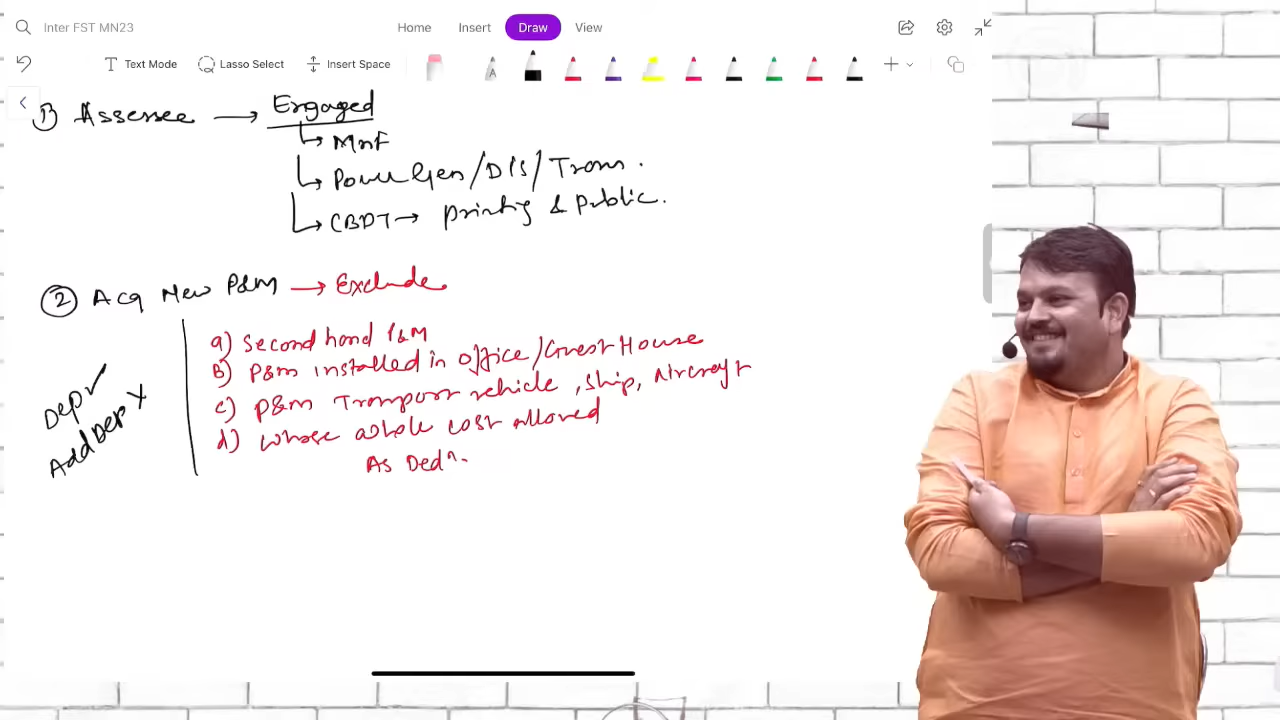 Inter FST MN23
Home Insert Draw View
Text Mode Lasso Select Insert Space
1) Assessee → Engaged
↳ Mnf
↳ Power Gen/DIS/Trans.
↳ CBDT → Printing & Public.
② Acq New P&M → Exclude
a) Second hand P&M
B) P&M installed in office/Guest House
c) P&M Transport vehicle, Ship, Aircraft
d) whose whole cost allowed
As Dedⁿ.
Depr ✓
Add Dep X